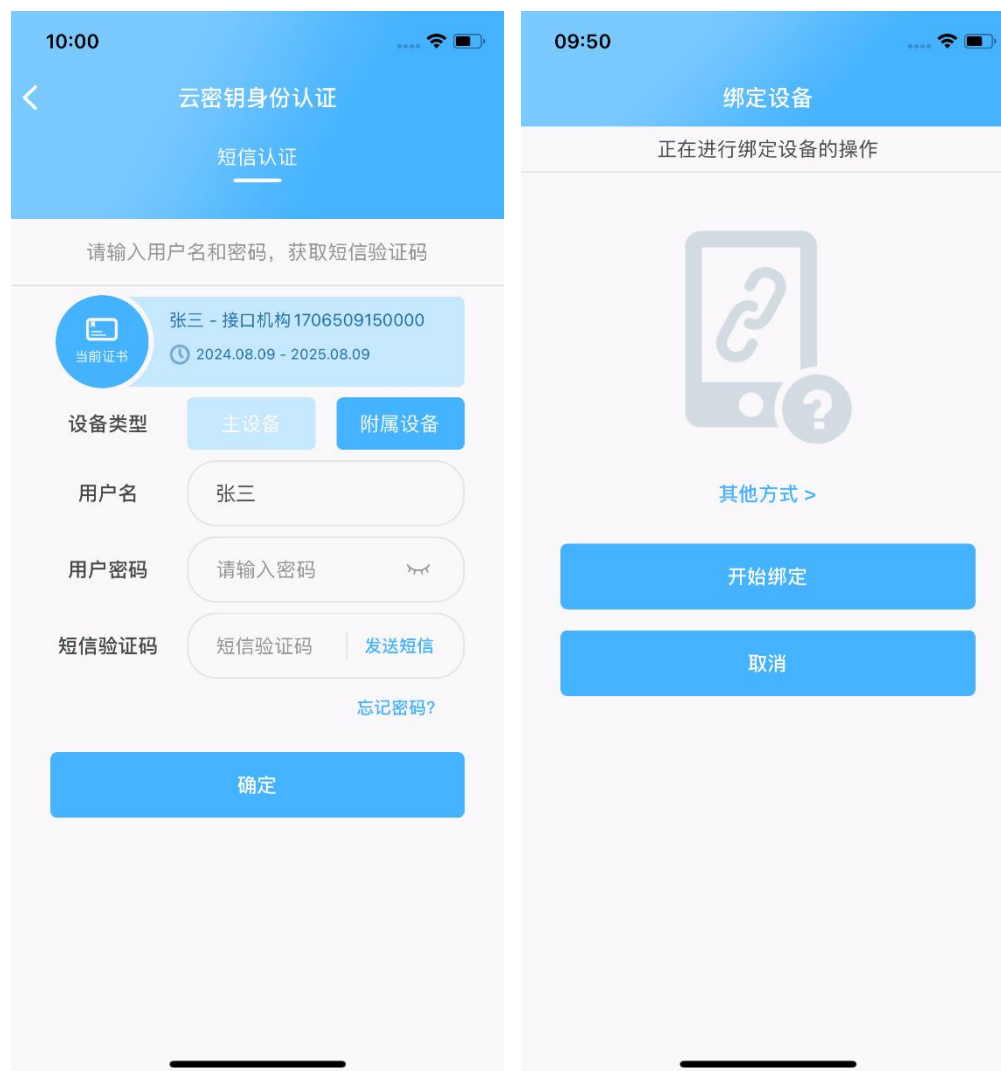 10:00
云密钥身份认证
短信认证
请输入用户名和密码，获取短信验证码
张三 - 接口机构1706509150000
当前证书
2024.08.09 - 2025.08.09
设备类型 主设备 附属设备
用户名 张三
用户密码 请输入密码
短信验证码 短信验证码 发送短信
忘记密码?
确定
09:50
绑定设备
正在进行绑定设备的操作
?
其他方式 >
开始绑定
取消